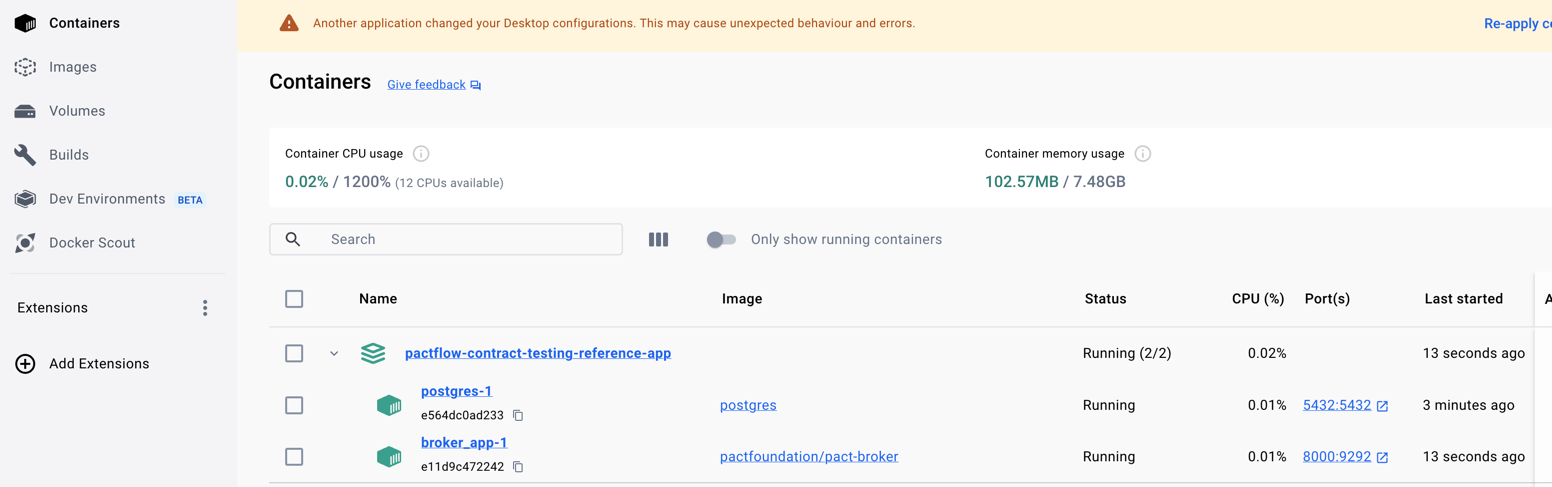 Containers
Images
Volumes
Builds
Dev Environments BETA
Docker Scout
Extensions
Add Extensions
Another application changed your Desktop configurations. This may cause unexpected behaviour and errors.
Re-apply co
Containers Give feedback
Container CPU usage
0.02% / 1200% (12 CPUs available)
Container memory usage
102.57MB / 7.48GB
Search
Only show running containers
Name Image Status CPU (%) Port(s) Last started A
pactflow-contract-testing-reference-app Running (2/2) 0.02% 13 seconds ago
postgres-1
e564dc0ad233
postgres Running 0.01% 5432:5432 3 minutes ago
broker_app-1
e11d9c472242
pactfoundation/pact-broker Running 0.01% 8000:9292 13 seconds ago